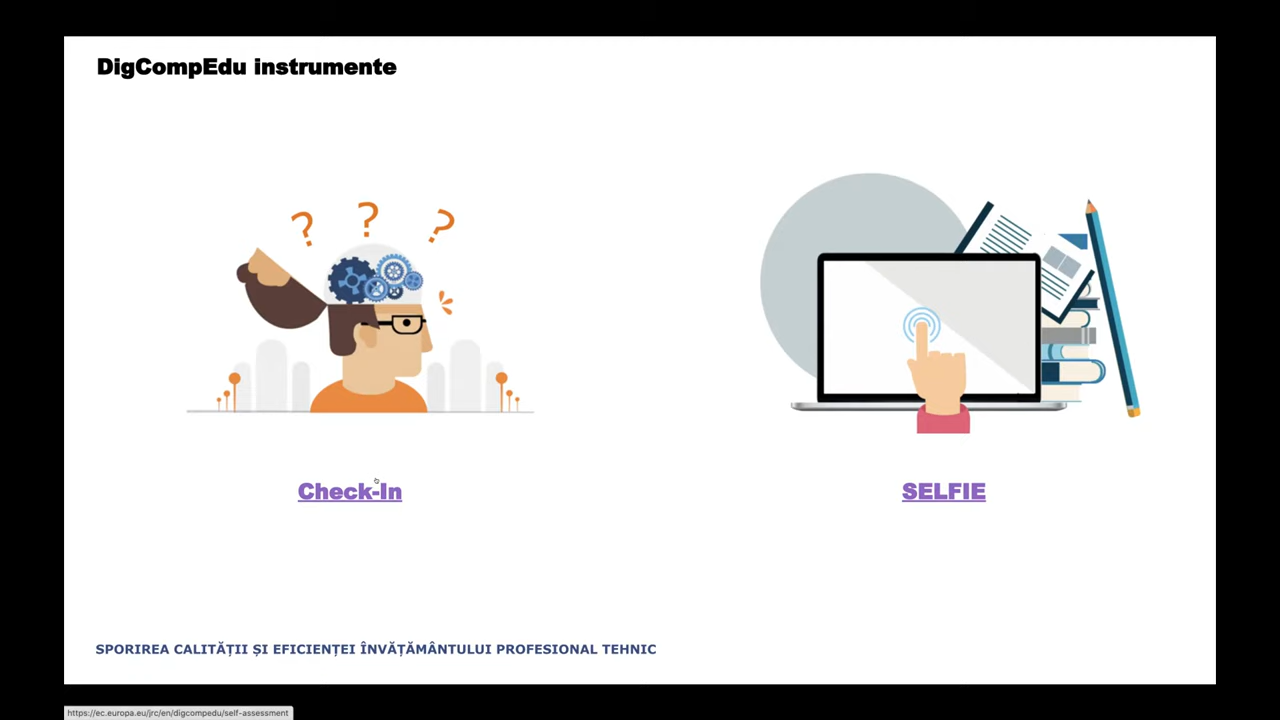 DigCompEdu instrumente
? ? ?
Check-In
SELFIE
SPORIREA CALITĂȚII ȘI EFICIENȚEI ÎNVĂȚĂMÂNTULUI PROFESIONAL TEHNIC
https://ec.europa.eu/jrc/en/digcompedu/self-assessment